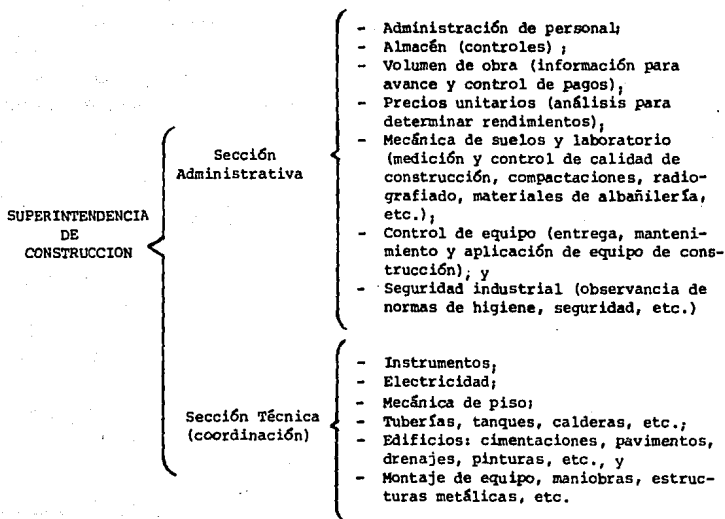 SUPERINTENDENCIA
DE
CONSTRUCCION
Sección
Administrativa
- Administración de personal;
- Almacén (controles) ;
- Volumen de obra (información para
avance y control de pagos);
- Precios unitarios (análisis para
determinar rendimientos);
- Mecánica de suelos y laboratorio
(medición y control de calidad de
construcción, compactaciones, radio-
grafiado, materiales de albañilería,
etc.);
- Control de equipo (entrega, manteni-
miento y aplicación de equipo de cons-
trucción); y
- Seguridad industrial (observancia de
normas de higiene, seguridad, etc.)
Sección Técnica
(coordinación)
- Instrumentos;
- Electricidad;
- Mecánica de piso;
- Tuberías, tanques, calderas, etc.;
- Edificios: cimentaciones, pavimentos,
drenajes, pinturas, etc., y
- Montaje de equipo, maniobras, estruc-
turas metálicas, etc.